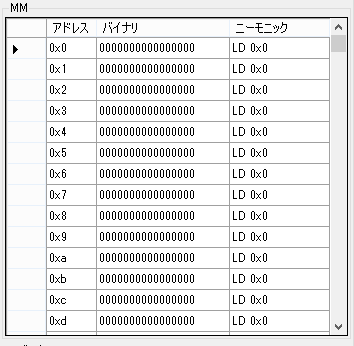 MM
アドレス バイナリ ニーモニック
0x0 0000000000000000 LD 0x0
0x1 0000000000000000 LD 0x0
0x2 0000000000000000 LD 0x0
0x3 0000000000000000 LD 0x0
0x4 0000000000000000 LD 0x0
0x5 0000000000000000 LD 0x0
0x6 0000000000000000 LD 0x0
0x7 0000000000000000 LD 0x0
0x8 0000000000000000 LD 0x0
0x9 0000000000000000 LD 0x0
0xa 0000000000000000 LD 0x0
0xb 0000000000000000 LD 0x0
0xc 0000000000000000 LD 0x0
0xd 0000000000000000 LD 0x0